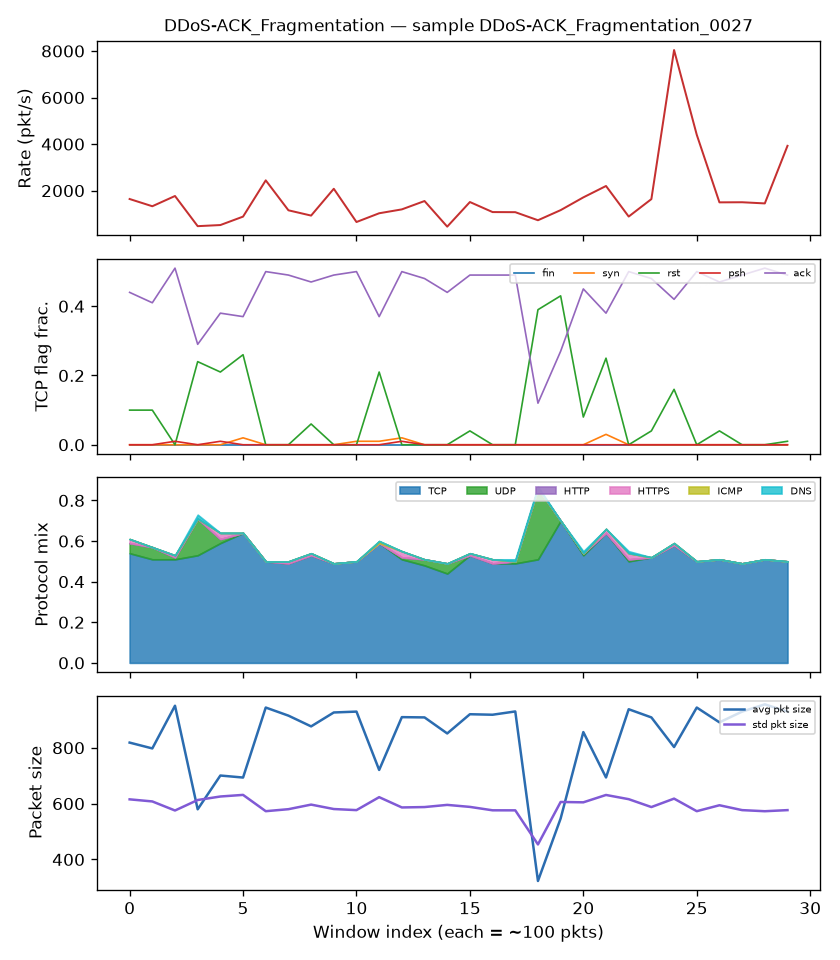 DDoS-ACK_Fragmentation — sample DDoS-ACK_Fragmentation_0027
Rate (pkt/s)
8000
6000
4000
2000
TCP flag frac.
0.4
0.2
0.0
fin syn rst psh ack
Protocol mix
0.8
0.6
0.4
0.2
0.0
TCP UDP HTTP HTTPS ICMP DNS
Packet size
800
600
400
avg pkt size
std pkt size
0 5 10 15 20 25 30
Window index (each = ~100 pkts)